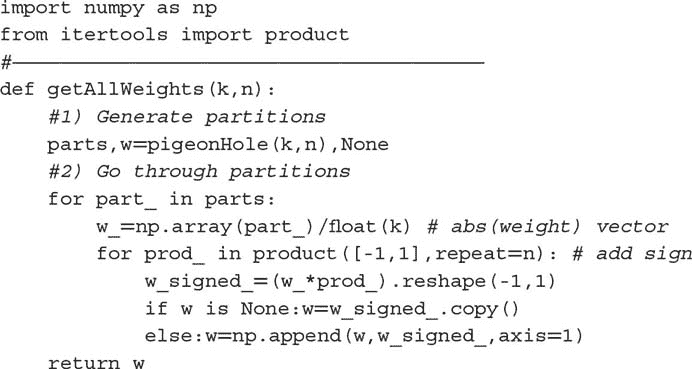 import numpy as np
from itertools import product
#———————————————————————————————————————
def getAllWeights(k,n):
    #1) Generate partitions
    parts,w=pigeonHole(k,n),None
    #2) Go through partitions
    for part_ in parts:
        w_=np.array(part_)/float(k) # abs(weight) vector
        for prod_ in product([-1,1],repeat=n): # add sign
            w_signed_=(w_*prod_).reshape(-1,1)
            if w is None:w=w_signed_.copy()
            else:w=np.append(w,w_signed_,axis=1)
    return w